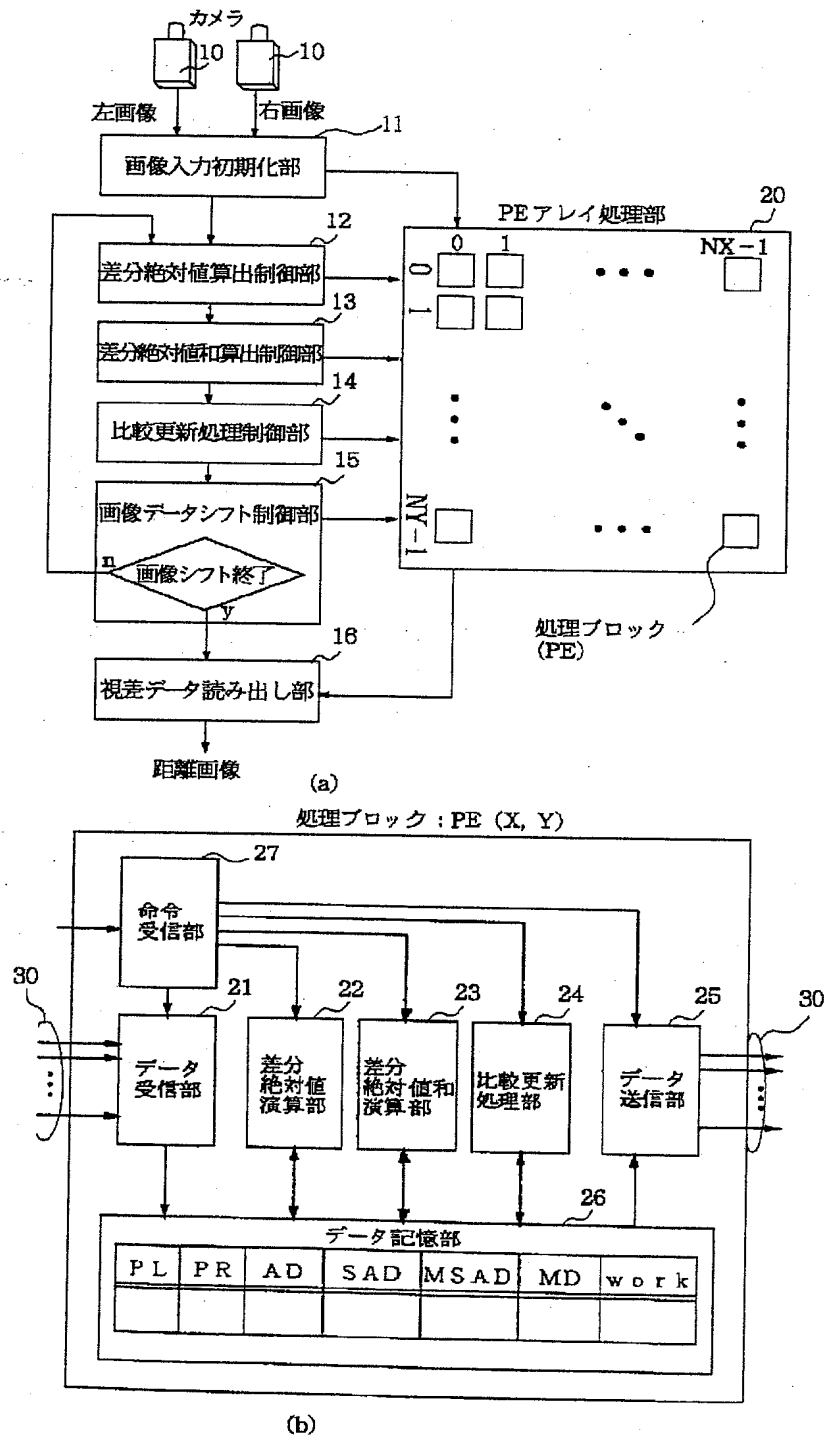 カメラ
10
10
左画像
右画像
11
画像入力初期化部
PEアレイ処理部
20
12
0
1
NX-1
差分絶対値算出制御部
0
13
1
差分絶対値和算出制御部
14
比較更新処理制御部
15
画像データシフト制御部
NY-1
n
画像シフト終了
y
処理ブロック
(PE)
16
視差データ読み出し部
距離画像
(a)
処理ブロック:PE (X, Y)
27
命令
受信部
30
21
22
23
24
25
30
データ
受信部
差分
絶対値
演算部
差分
絶対値和
演算部
比較更新
処理部
データ
送信部
26
データ記憶部
PL PR AD SAD MSAD MD work
(b)